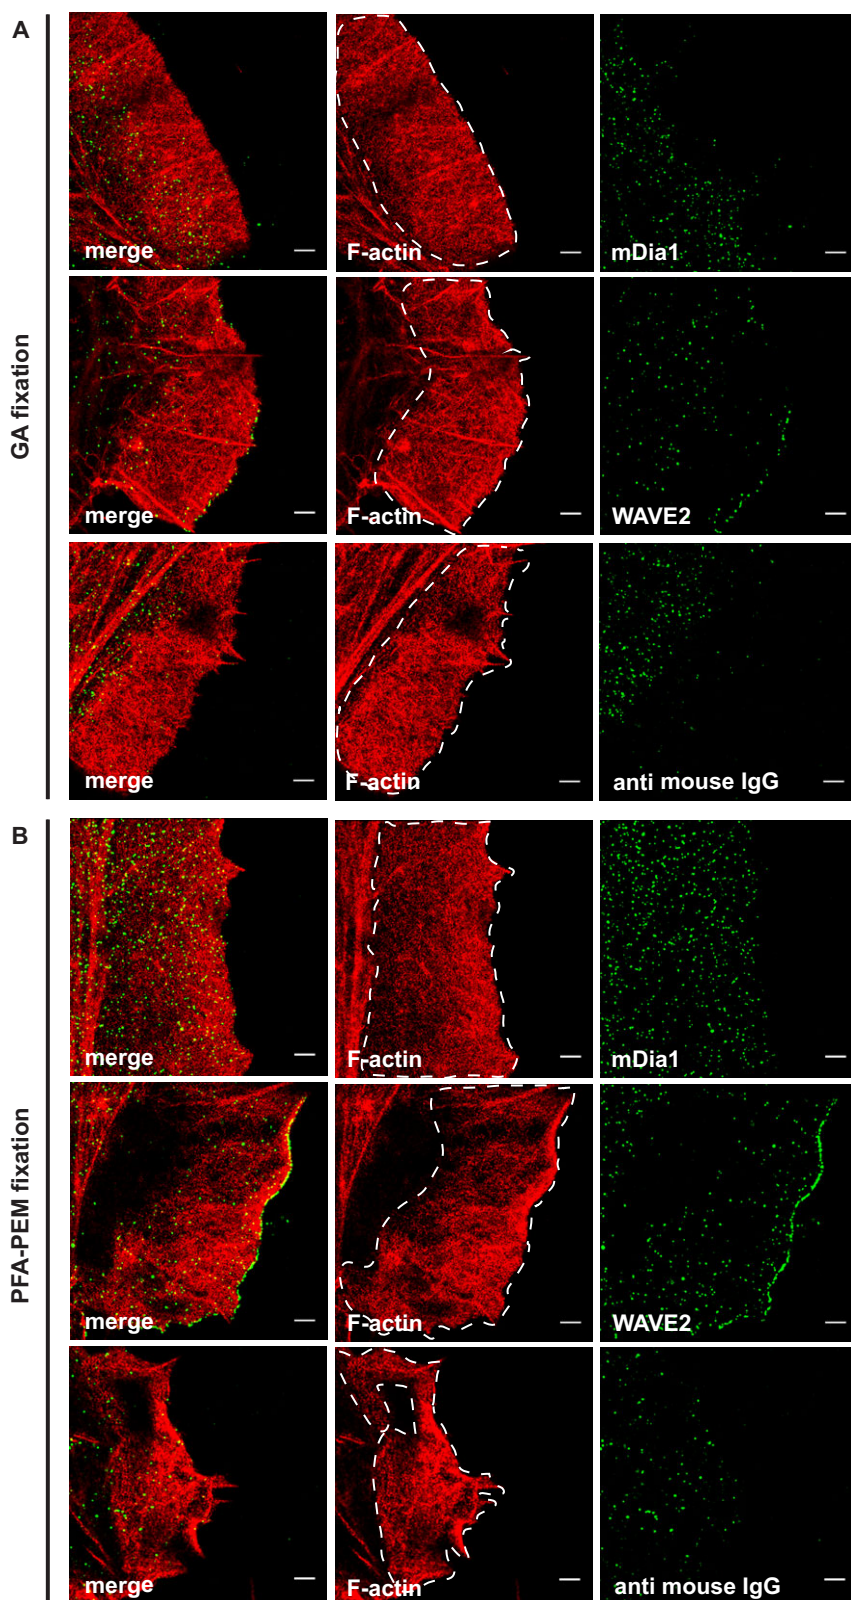 A
GA fixation
merge
F-actin
mDia1
merge
F-actin
WAVE2
merge
F-actin
anti mouse IgG
B
PFA-PEM fixation
merge
F-actin
mDia1
merge
F-actin
WAVE2
merge
F-actin
anti mouse IgG